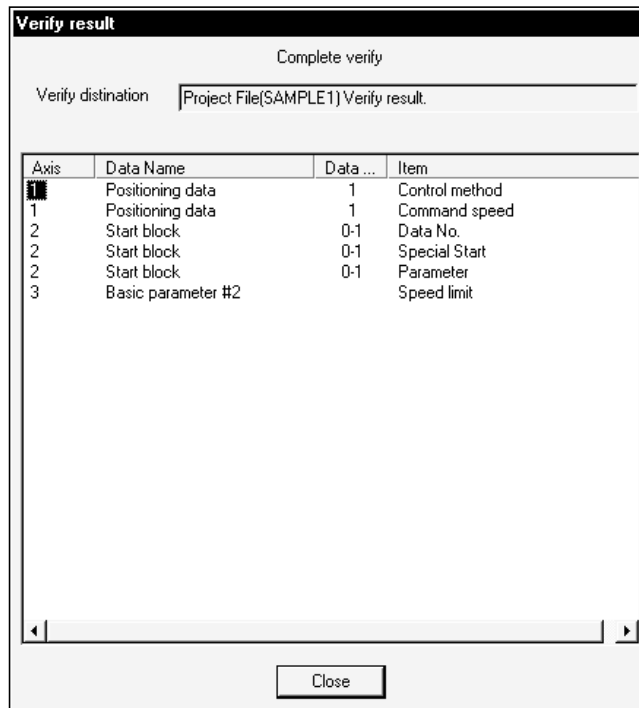 Verify result
Complete verify
Verify distination Project File(SAMPLE1) Verify result.
Axis Data Name Data ... Item
1 Positioning data 1 Control method
1 Positioning data 1 Command speed
2 Start block 0-1 Data No.
2 Start block 0-1 Special Start
2 Start block 0-1 Parameter
3 Basic parameter #2 Speed limit
Close